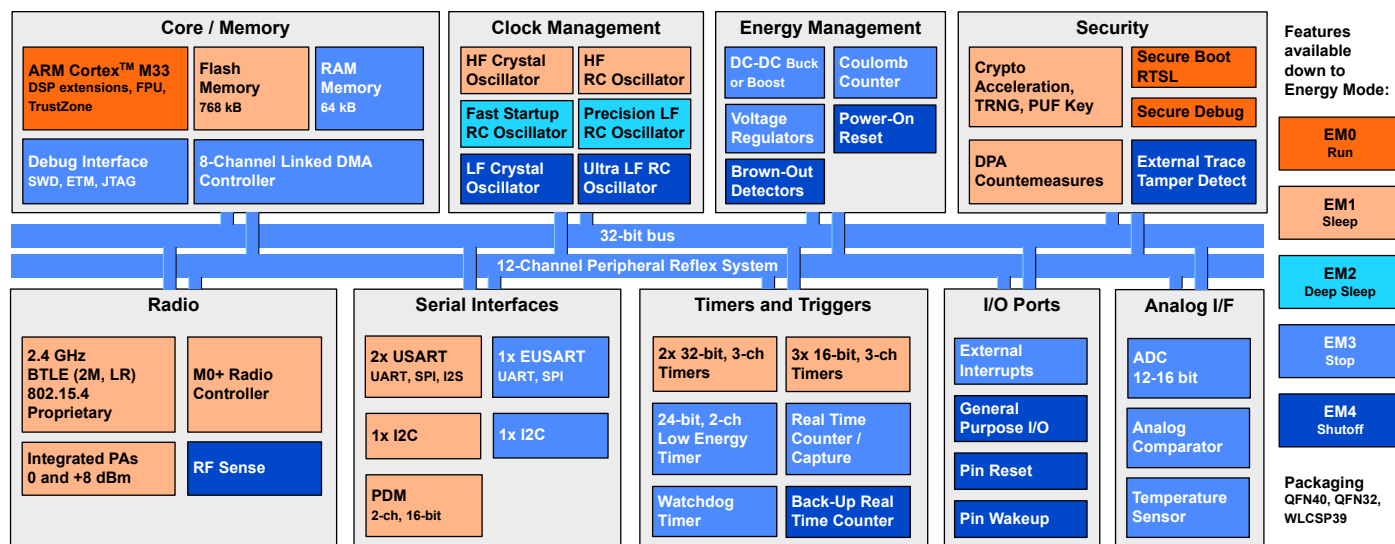 Core / Memory
ARM Cortex™ M33
DSP extensions, FPU,
TrustZone
Flash
Memory
768 kB
RAM
Memory
64 kB
Debug Interface
SWD, ETM, JTAG
8-Channel Linked DMA
Controller
Clock Management
HF Crystal
Oscillator
HF
RC Oscillator
Fast Startup
RC Oscillator
Precision LF
RC Oscillator
LF Crystal
Oscillator
Ultra LF RC
Oscillator
Energy Management
DC-DC Buck
or Boost
Coulomb
Counter
Voltage
Regulators
Power-On
Reset
Brown-Out
Detectors
Security
Crypto
Acceleration,
TRNG, PUF Key
Secure Boot
RTSL
Secure Debug
DPA
Countemeasures
External Trace
Tamper Detect
32-bit bus
12-Channel Peripheral Reflex System
Radio
2.4 GHz
BTLE (2M, LR)
802.15.4
Proprietary
M0+ Radio
Controller
Integrated PAs
0 and +8 dBm
RF Sense
Serial Interfaces
2x USART
UART, SPI, I2S
1x EUSART
UART, SPI
1x I2C
1x I2C
PDM
2-ch, 16-bit
Timers and Triggers
2x 32-bit, 3-ch
Timers
3x 16-bit, 3-ch
Timers
24-bit, 2-ch
Low Energy
Timer
Real Time
Counter /
Capture
Watchdog
Timer
Back-Up Real
Time Counter
I/O Ports
External
Interrupts
General
Purpose I/O
Pin Reset
Pin Wakeup
Analog I/F
ADC
12-16 bit
Analog
Comparator
Temperature
Sensor
Features
available
down to
Energy Mode:
EM0
Run
EM1
Sleep
EM2
Deep Sleep
EM3
Stop
EM4
Shutoff
Packaging
QFN40, QFN32,
WLCSP39